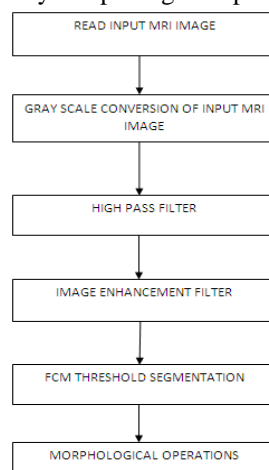 READ INPUT MRI IMAGE
GRAY SCALE CONVERSION OF INPUT MRI
IMAGE
HIGH PASS FILTER
IMAGE ENHANCEMENT FILTER
FCM THRESHOLD SEGMENTATION
MORPHOLOGICAL OPERATIONS